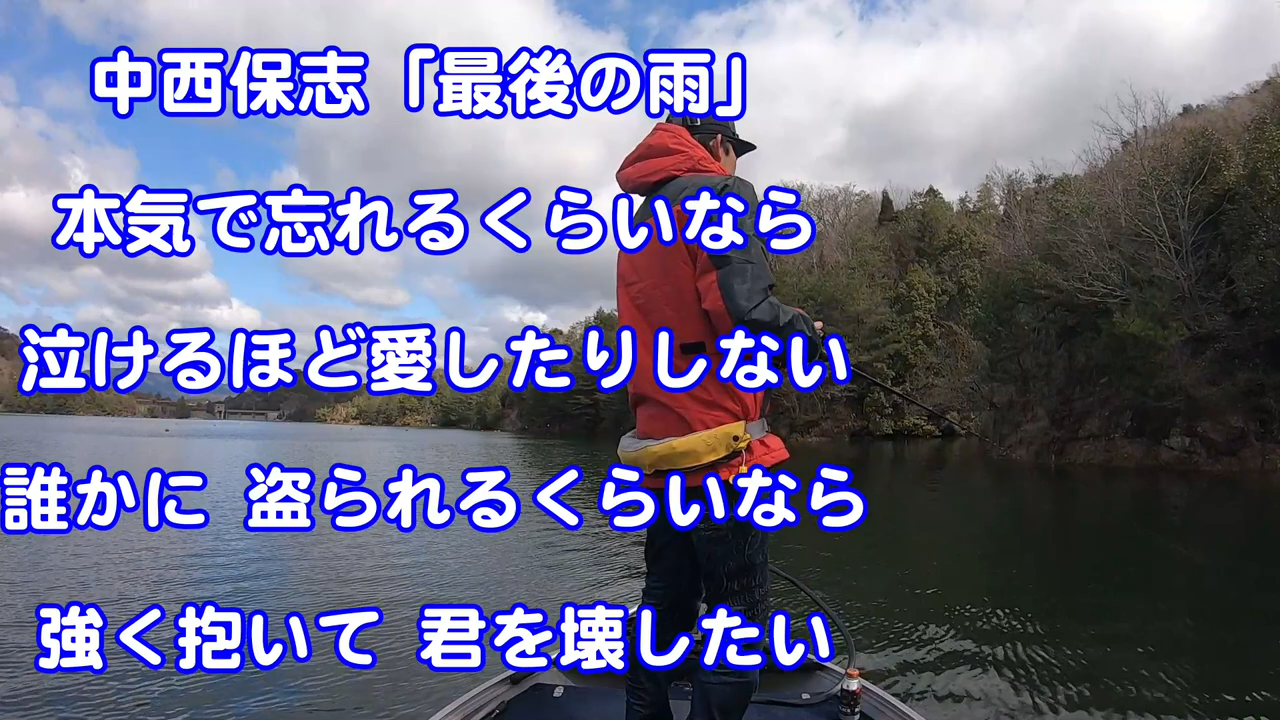 中西保志「最後の雨」
本気で忘れるくらいなら
泣けるほど愛したりしない
誰かに 盗られるくらいなら
強く抱いて 君を壊したい